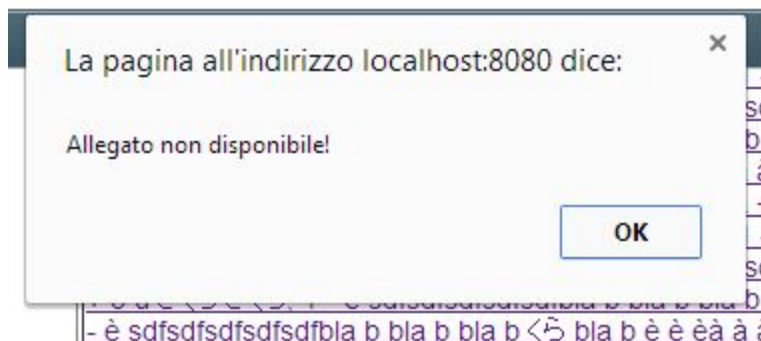 La pagina all'indirizzo localhost:8080 dice:
Allegato non disponibile!
OK
- è sdfsdfsdfsdfsdfbla b bla b bla b くら bla b è è èà à